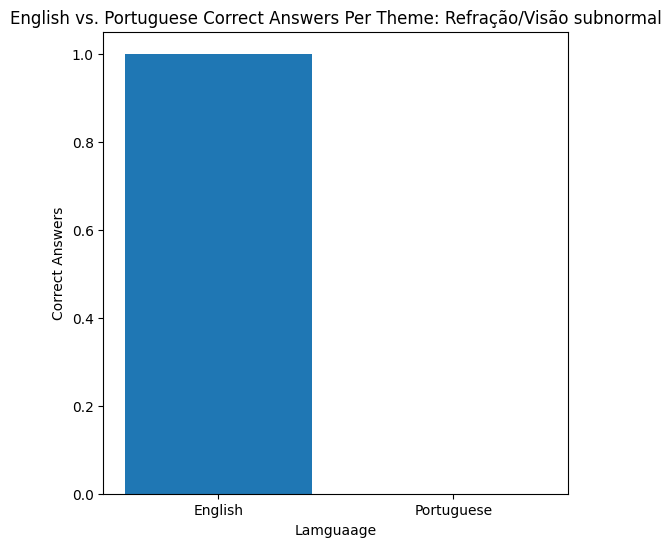 English vs. Portuguese Correct Answers Per Theme: Refração/Visão subnormal
1.0
0.8
0.6
0.4
0.2
0.0
Correct Answers
English
Portuguese
Lamguaage